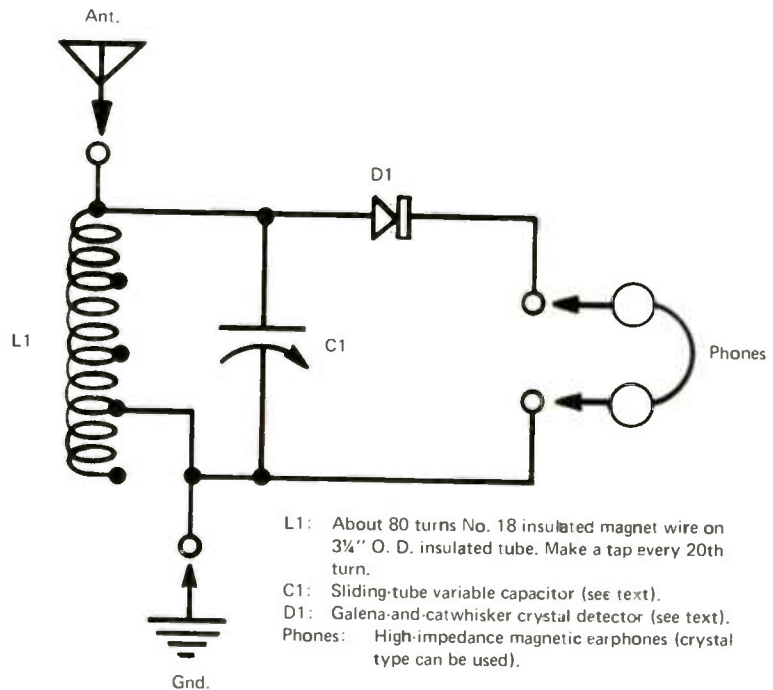 Ant.
D1
L1
C1
Phones
L1: About 80 turns No. 18 insulated magnet wire on
3¼" O. D. insulated tube. Make a tap every 20th
turn.
C1: Sliding-tube variable capacitor (see text).
D1: Galena-and-catwhisker crystal detector (see text).
Phones: High-impedance magnetic earphones (crystal
type can be used).
Gnd.